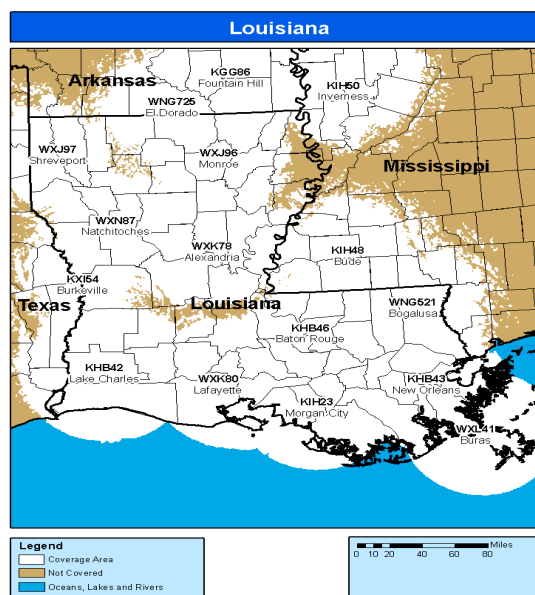 Louisiana
Arkansas
KGG86
Fountain Hill
KIH50
Inverness
WNG725
El Dorado
WXJ97
Shreveport
WXJ96
Monroe
Mississippi
WXN87
Natchitoches
WXK78
Alexandria
KIH48
Bude
KXI54
Burkeville
Texas
Louisiana
WNG521
Bogalusa
KHB46
Baton Rouge
KHB42
Lake Charles
WXK80
Lafayette
KHB43
New Orleans
KIH23
Morgan City
WXL41
Buras
Legend
Coverage Area
Not Covered
Oceans, Lakes and Rivers
Miles
0 10 20 40 60 80